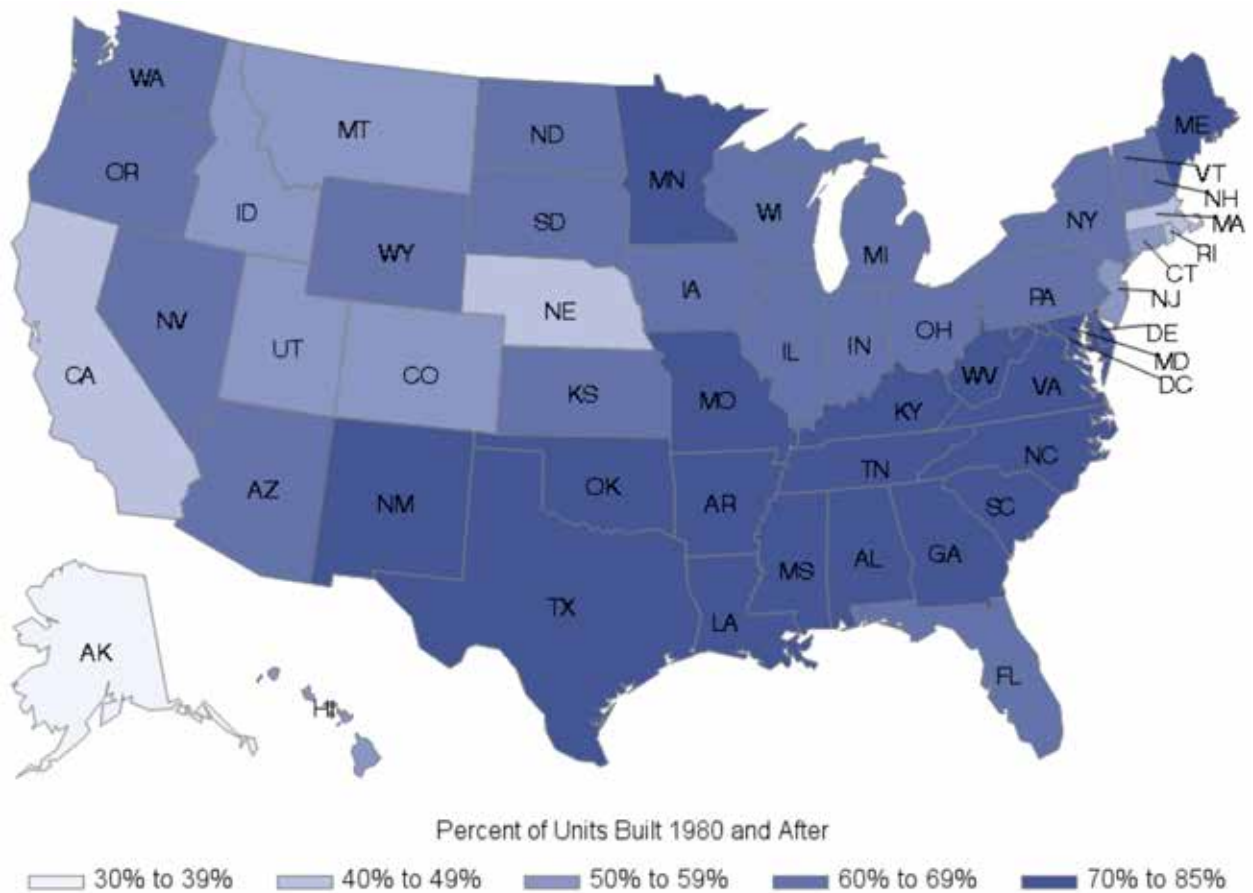 WA
MT
ND
ME
OR
MN
VT
ID
WI
NH
SD
NY
MA
WY
MI
RI
CT
IA
PA
NJ
NE
NV
OH
DE
UT
IL
IN
MD
CA
CO
WV
DC
KS
MO
VA
KY
NC
TN
AZ
OK
NM
AR
SC
MS
AL
GA
TX
LA
AK
FL
HI
Percent of Units Built 1980 and After
30% to 39% 40% to 49% 50% to 59% 60% to 69% 70% to 85%